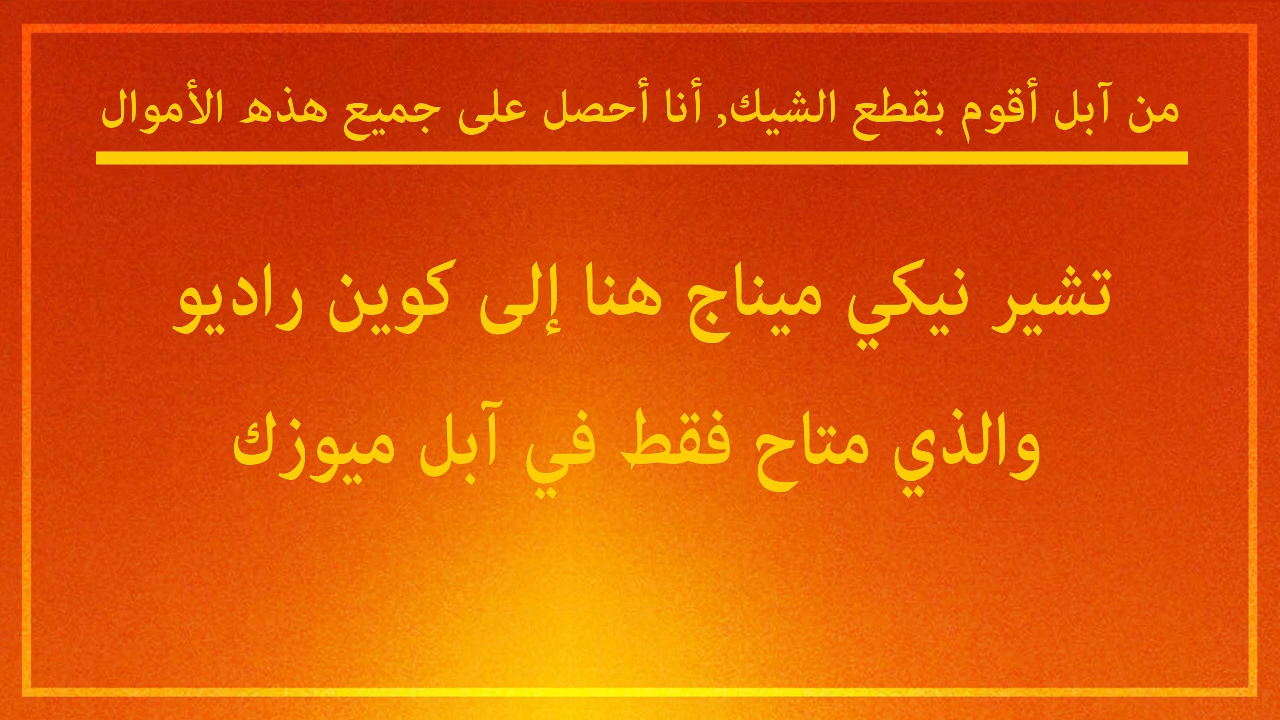 من آبل أقوم بقطع الشيك, أنا أحصل على جميع هذه الأموال
تشير نيكي ميناج هنا إلى كوين راديو
والذي متاح فقط في آبل ميوزك